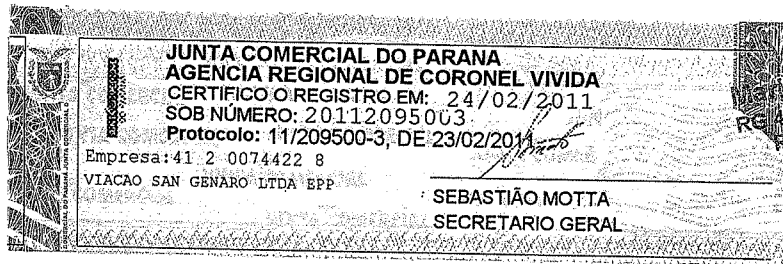 JUNTA COMERCIAL DO PARANA
AGENCIA REGIONAL DE CORONEL VIVIDA
CERTIFICO O REGISTRO EM: 24/02/2011
SOB NÚMERO: 20112095003
Protocolo: 11/209500-3, DE 23/02/2011
Empresa:41 2 0074422 8
VIACAO SAN GENARO LTDA EPP
SEBASTIÃO MOTTA
SECRETARIO GERAL